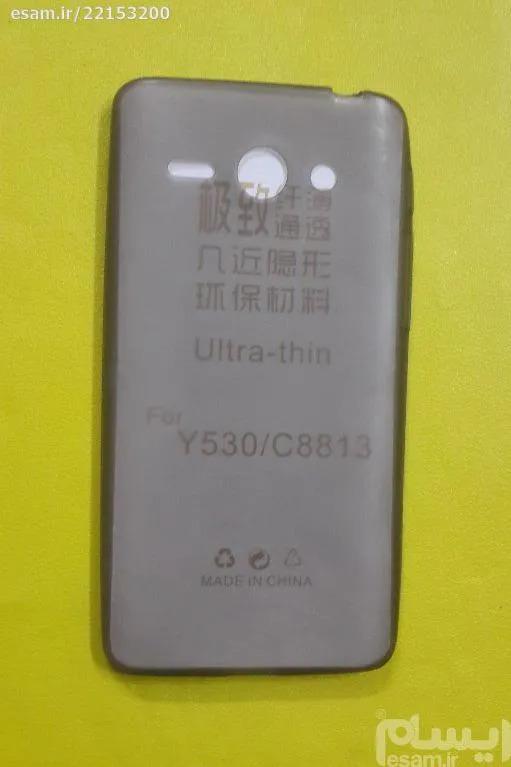 esam.ir/22153200
极致纤薄
通透
几近隐形
环保材料
Ultra-thin
For
Y530/C8813
MADE IN CHINA
ایسام
esam.ir